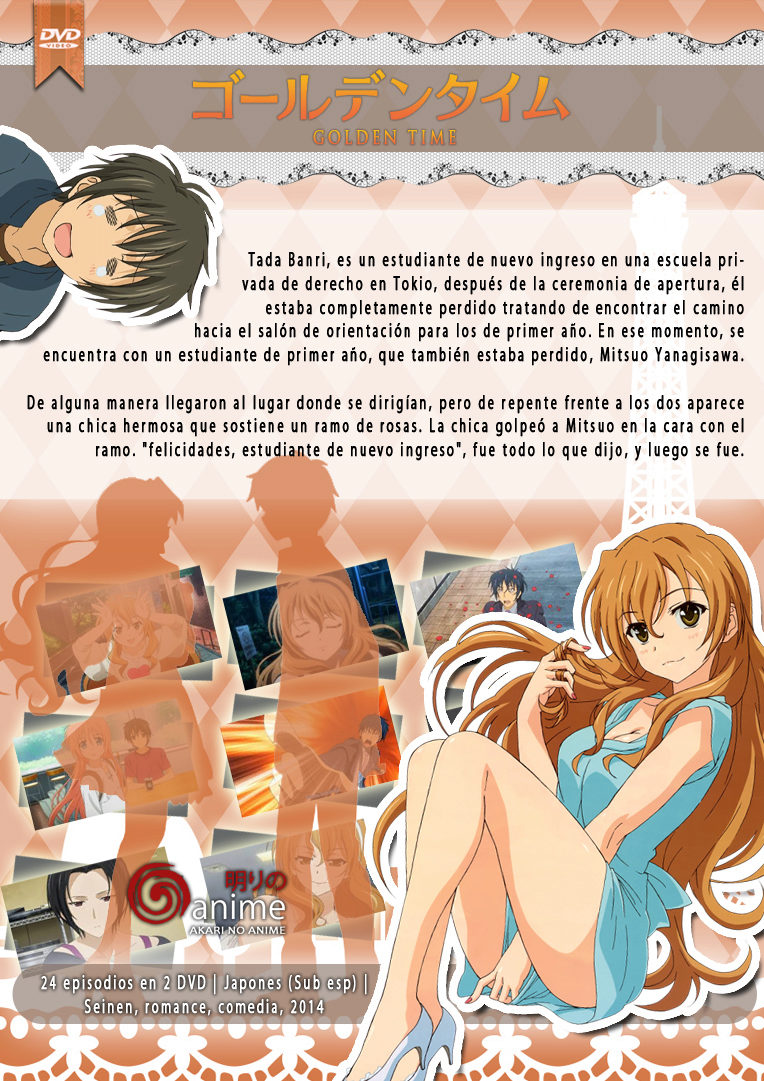 DVD
VIDEO
ゴールデンタイム
GOLDEN TIME
Tada Banri, es un estudiante de nuevo ingreso en una escuela pri-
vada de derecho en Tokio, después de la ceremonia de apertura, él
estaba completamente perdido tratando de encontrar el camino
hacia el salón de orientación para los de primer año. En ese momento, se
encuentra con un estudiante de primer año, que también estaba perdido, Mitsuo Yanagisawa.
De alguna manera llegaron al lugar donde se dirigían, pero de repente frente a los dos aparece
una chica hermosa que sostiene un ramo de rosas. La chica golpeó a Mitsuo en la cara con el
ramo. "felicidades, estudiante de nuevo ingreso", fue todo lo que dijo, y luego se fue.
明りの
anime
AKARI NO ANIME
24 episodios en 2 DVD | Japones (Sub esp) |
Seinen, romance, comedia, 2014